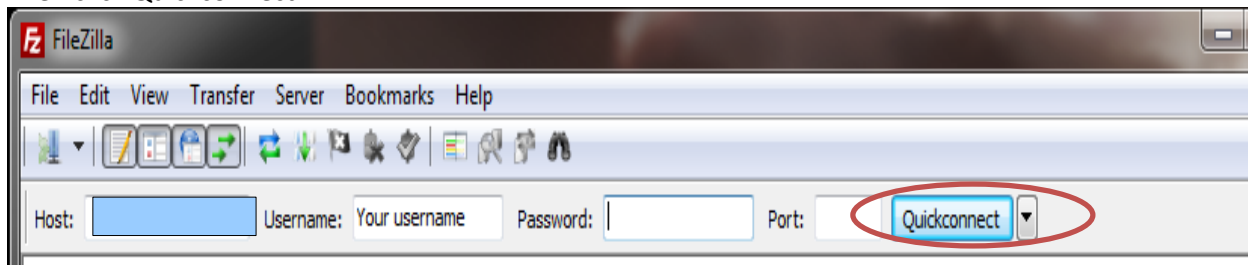 FileZilla
File Edit View Transfer Server Bookmarks Help
Host: Username: Your username Password: Port: Quickconnect